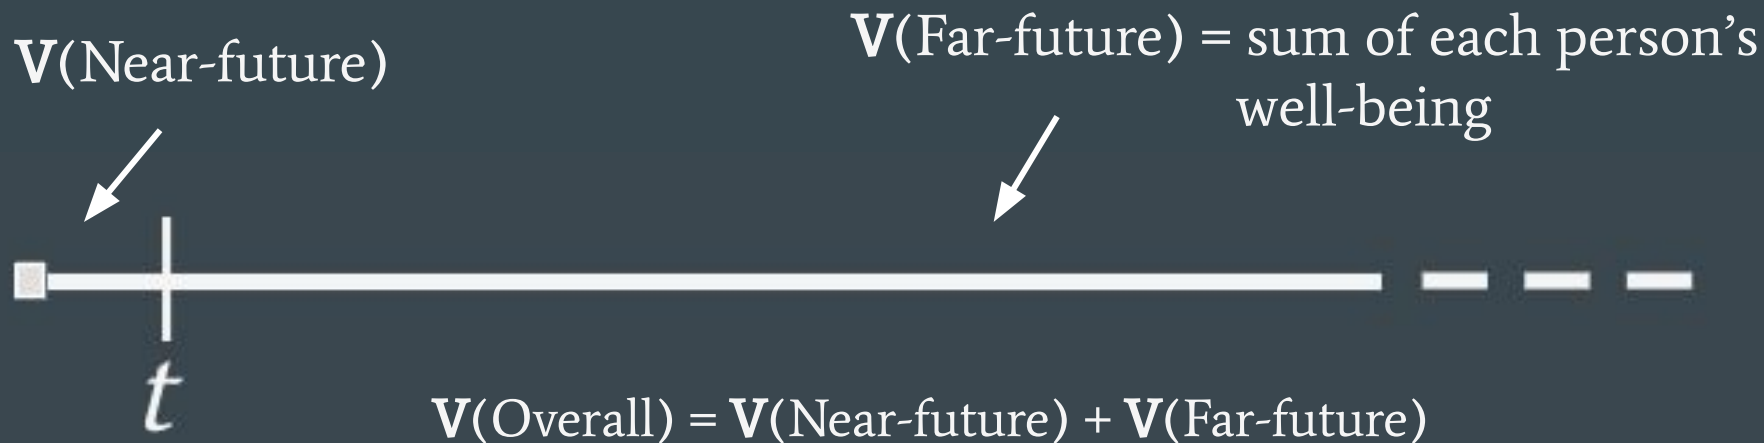 V(Near-future)
V(Far-future) = sum of each person’s
well-being
t
V(Overall) = V(Near-future) + V(Far-future)